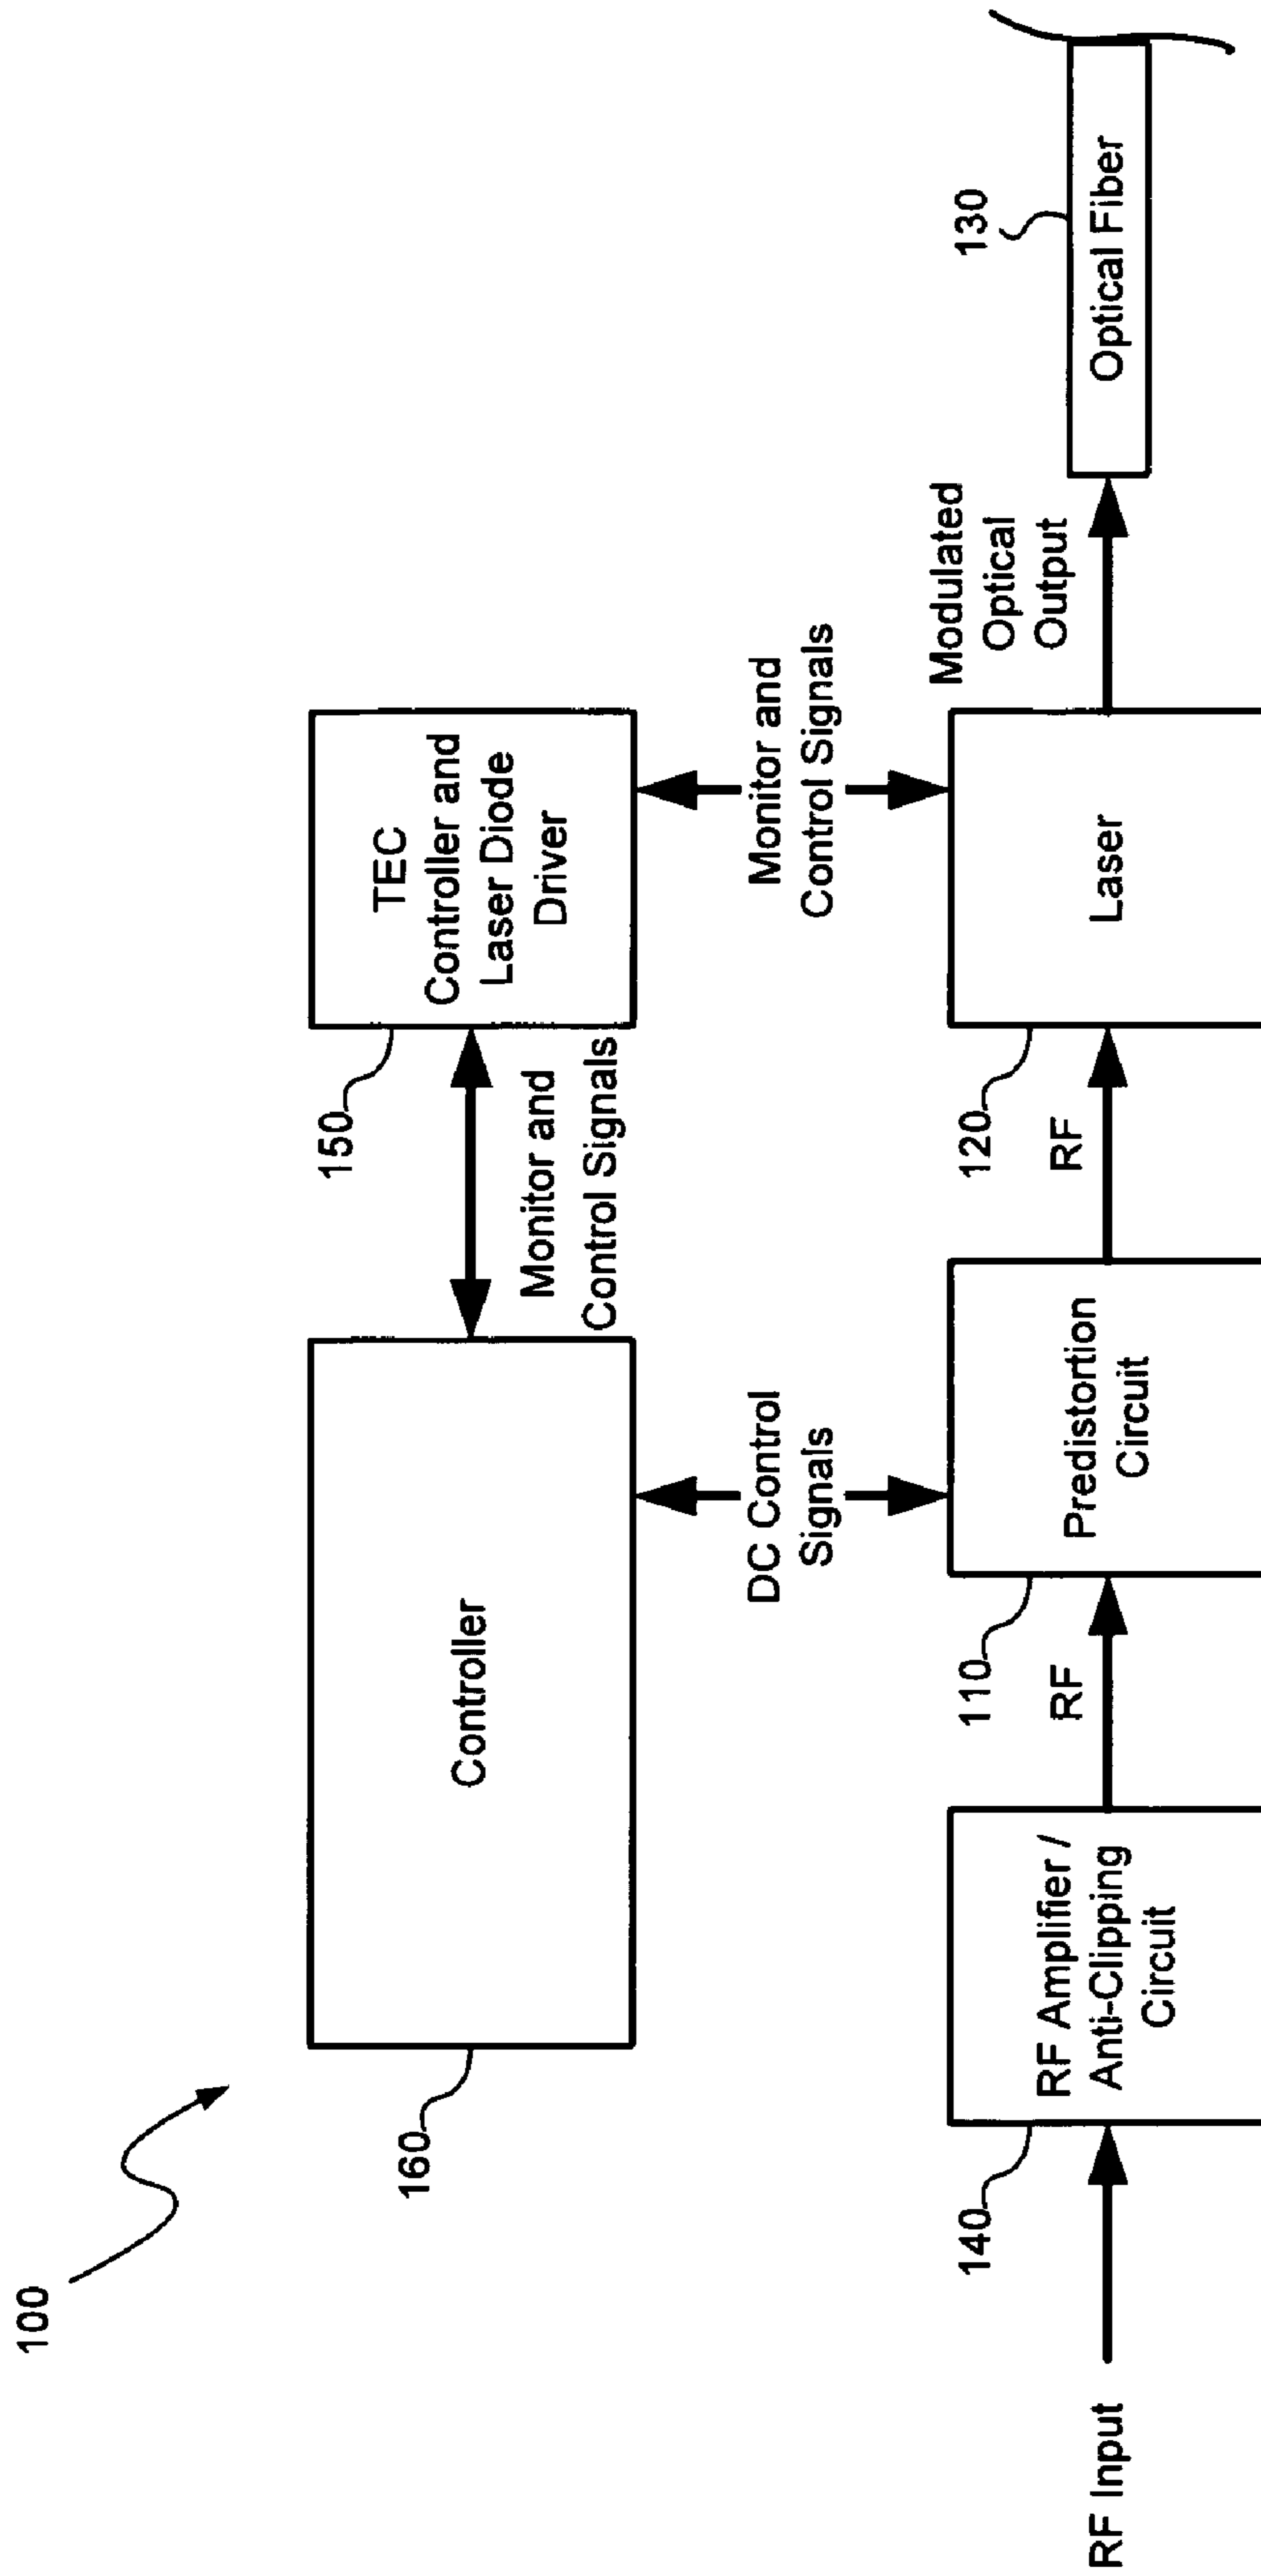 100
160
Controller
Monitor and
Control Signals
150
TEC
Controller and
Laser Diode
Driver
DC Control
Signals
Monitor and
Control Signals
RF Input
140
RF Amplifier /
Anti-Clipping
Circuit
RF
110
Predistortion
Circuit
RF
120
Laser
Modulated
Optical
Output
130
Optical Fiber